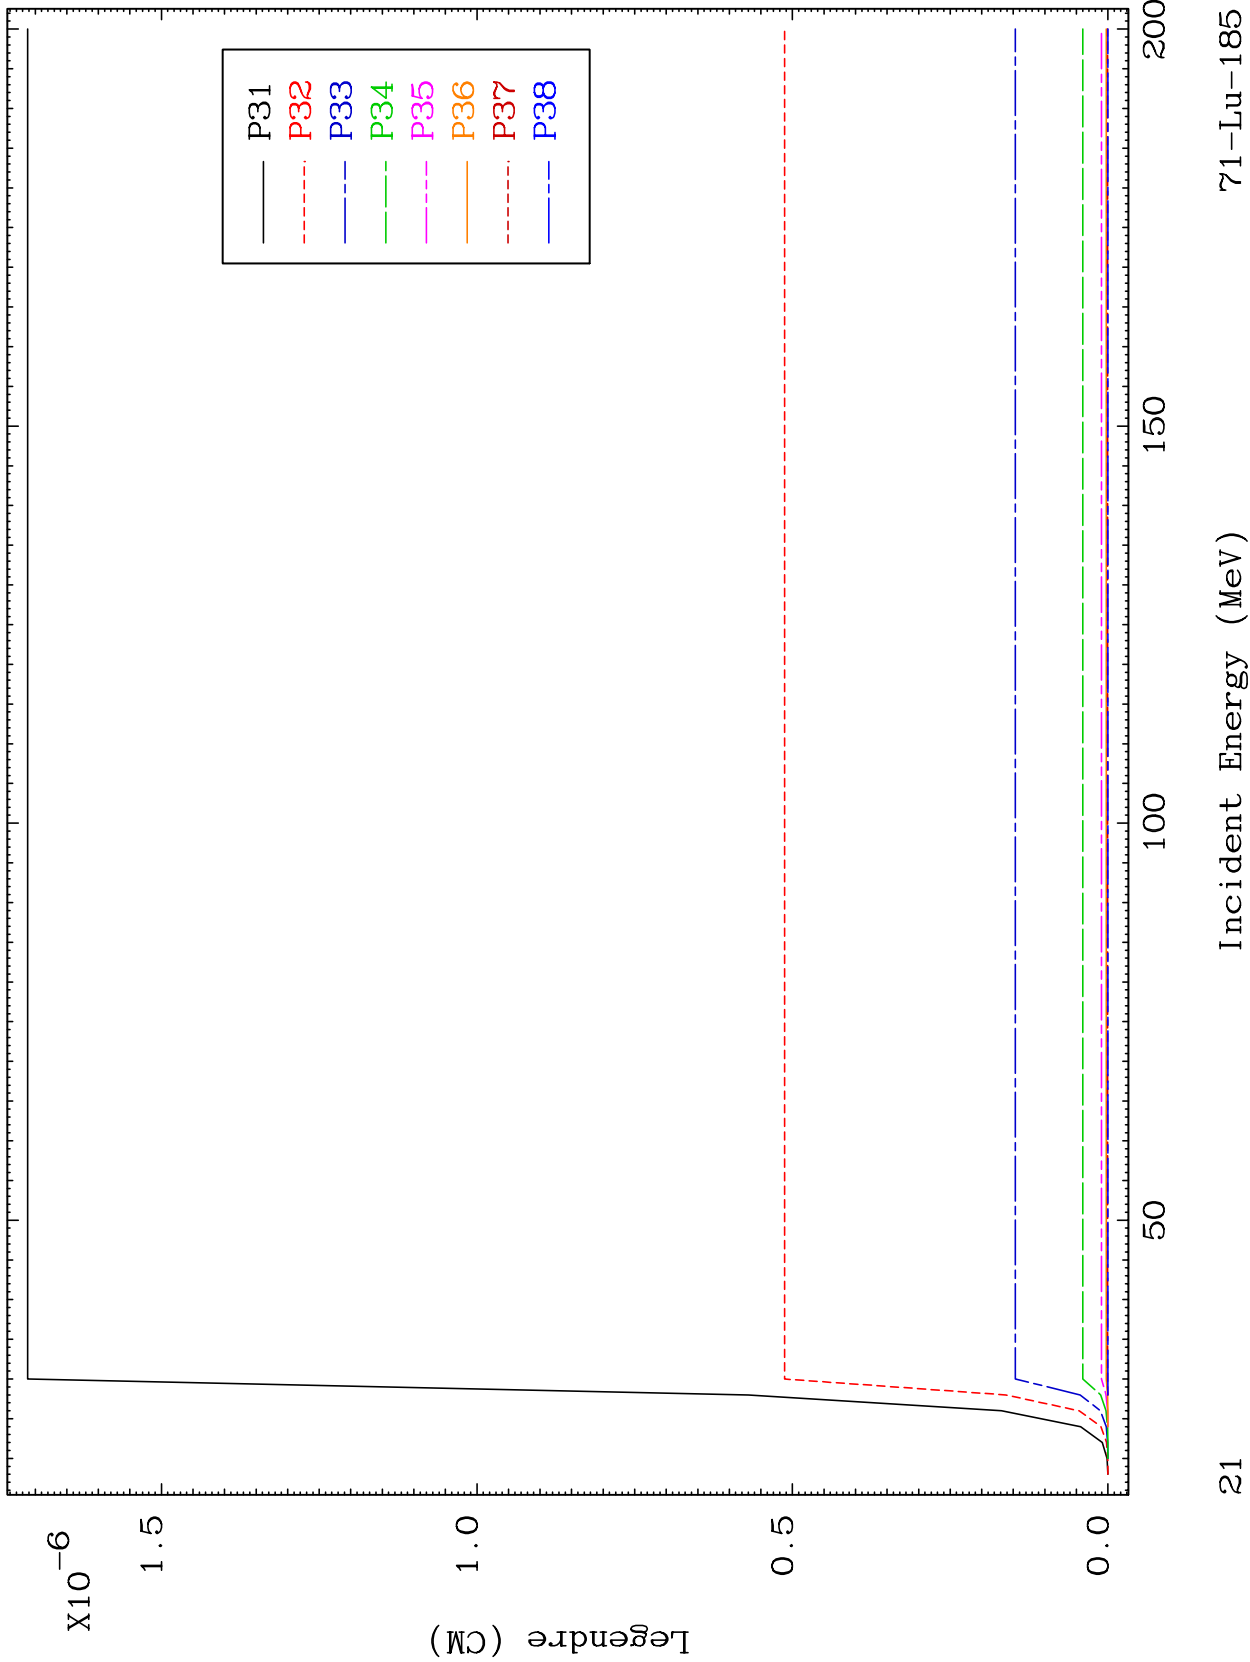 X10-6
1.5
1.0
0.5
0.0
Legendre (CM)
P31
P32
P33
P34
P35
P36
P37
P38
50
100
150
200
21
Incident Energy (MeV)
71-Lu-185